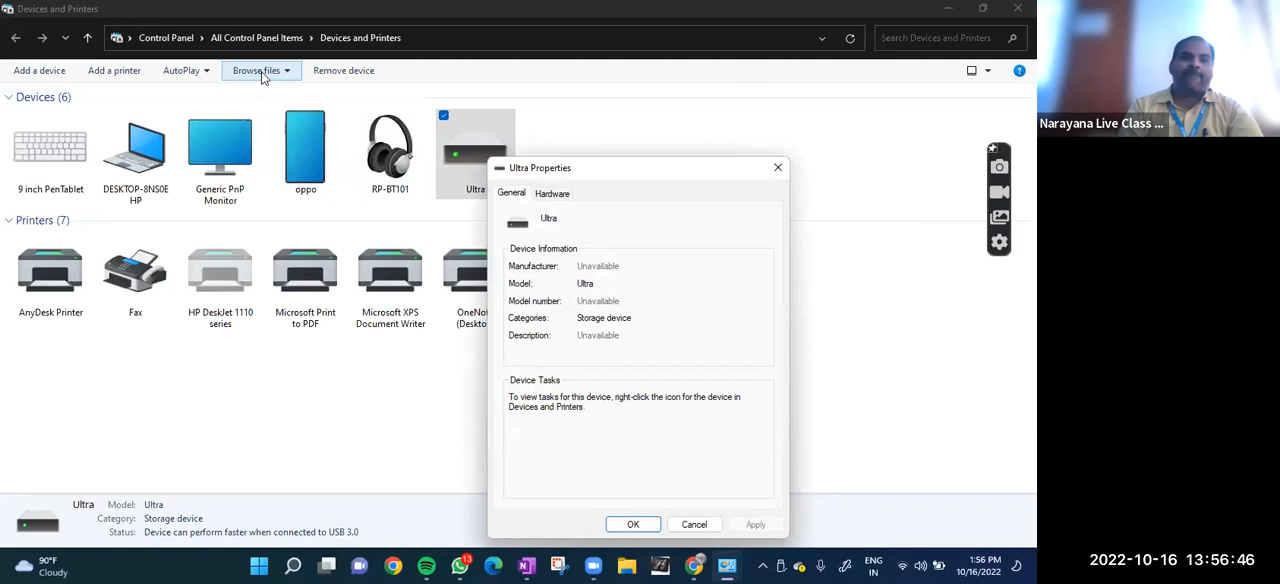 Devices and Printers
Control Panel > All Control Panel Items > Devices and Printers
Search Devices and Printers
Add a device
Add a printer
AutoPlay
Browse files
Remove device
Devices (6)
9 inch PenTablet
DESKTOP-8NS0E
HP
Generic PnP
Monitor
oppo
RP-BT101
Ultra
Printers (7)
AnyDesk Printer
Fax
HP DeskJet 1110
series
Microsoft Print
to PDF
Microsoft XPS
Document Writer
OneNot
(Deskto
Ultra Properties
General
Hardware
Ultra
Device Information
Manufacturer: Unavailable
Model: Ultra
Model number: Unavailable
Categories: Storage device
Description: Unavailable
Device Tasks
To view tasks for this device, right-click the icon for the device in
Devices and Printers.
OK
Cancel
Apply
Ultra
Model: Ultra
Category: Storage device
Status: Device can perform faster when connected to USB 3.0
90°F
Cloudy
13
ENG
IN
1:56 PM
10/16/2022
Narayana Live Class ...
2022-10-16 13:56:46